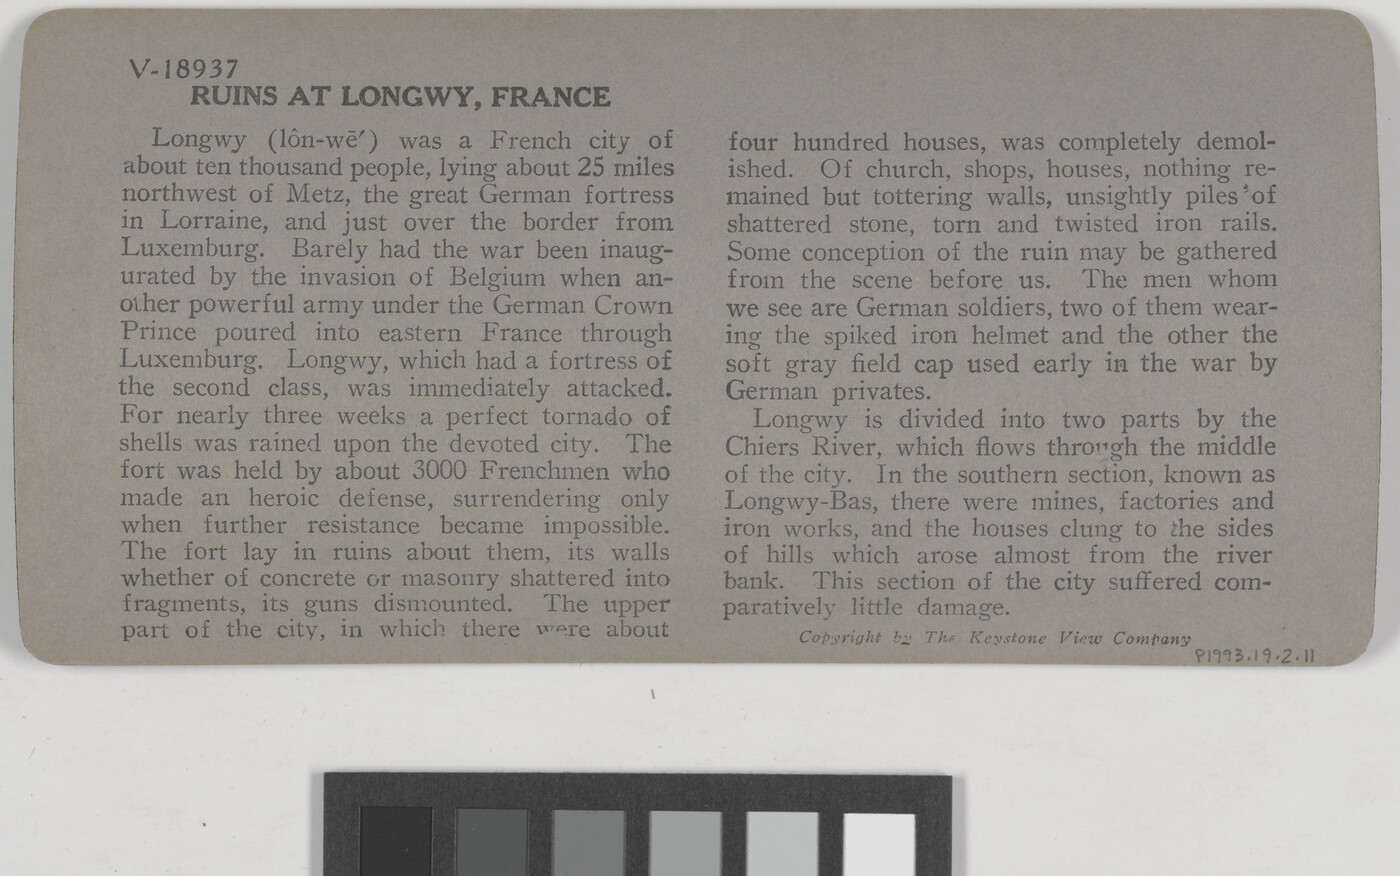 V-18937
RUINS AT LONGWY, FRANCE
Longwy (lôn-wē′) was a French city of
about ten thousand people, lying about 25 miles
northwest of Metz, the great German fortress
in Lorraine, and just over the border from
Luxemburg. Barely had the war been inaug-
urated by the invasion of Belgium when an-
other powerful army under the German Crown
Prince poured into eastern France through
Luxemburg. Longwy, which had a fortress of
the second class, was immediately attacked.
For nearly three weeks a perfect tornado of
shells was rained upon the devoted city. The
fort was held by about 3000 Frenchmen who
made an heroic defense, surrendering only
when further resistance became impossible.
The fort lay in ruins about them, its walls
whether of concrete or masonry shattered into
fragments, its guns dismounted. The upper
part of the city, in which there were about
four hundred houses, was completely demol-
ished. Of church, shops, houses, nothing re-
mained but tottering walls, unsightly piles of
shattered stone, torn and twisted iron rails.
Some conception of the ruin may be gathered
from the scene before us. The men whom
we see are German soldiers, two of them wear-
ing the spiked iron helmet and the other the
soft gray field cap used early in the war by
German privates.
Longwy is divided into two parts by the
Chiers River, which flows through the middle
of the city. In the southern section, known as
Longwy-Bas, there were mines, factories and
iron works, and the houses clung to the sides
of hills which arose almost from the river
bank. This section of the city suffered com-
paratively little damage.
Copyright by The Keystone View Company
P1993.19.2.11